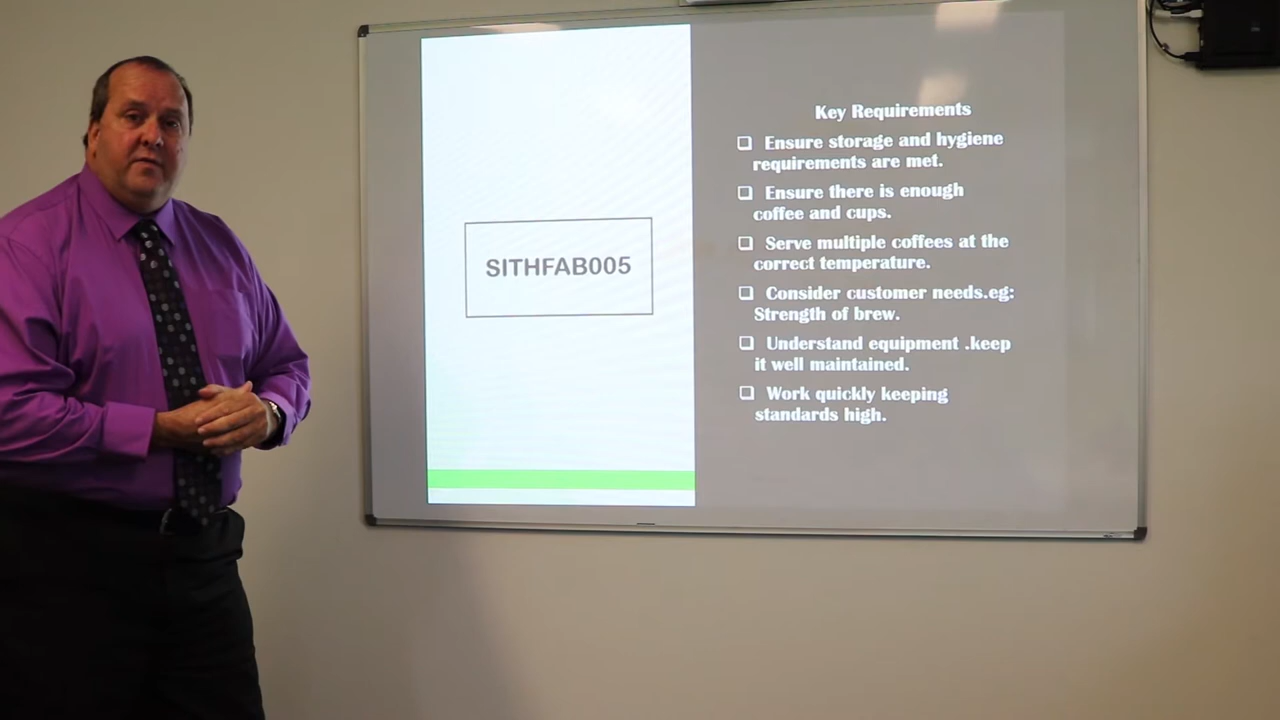 SITHFAB005
Key Requirements
❑ Ensure storage and hygiene
requirements are met.
❑ Ensure there is enough
coffee and cups.
❑ Serve multiple coffees at the
correct temperature.
❑ Consider customer needs.eg:
Strength of brew.
❑ Understand equipment .keep
it well maintained.
❑ Work quickly keeping
standards high.